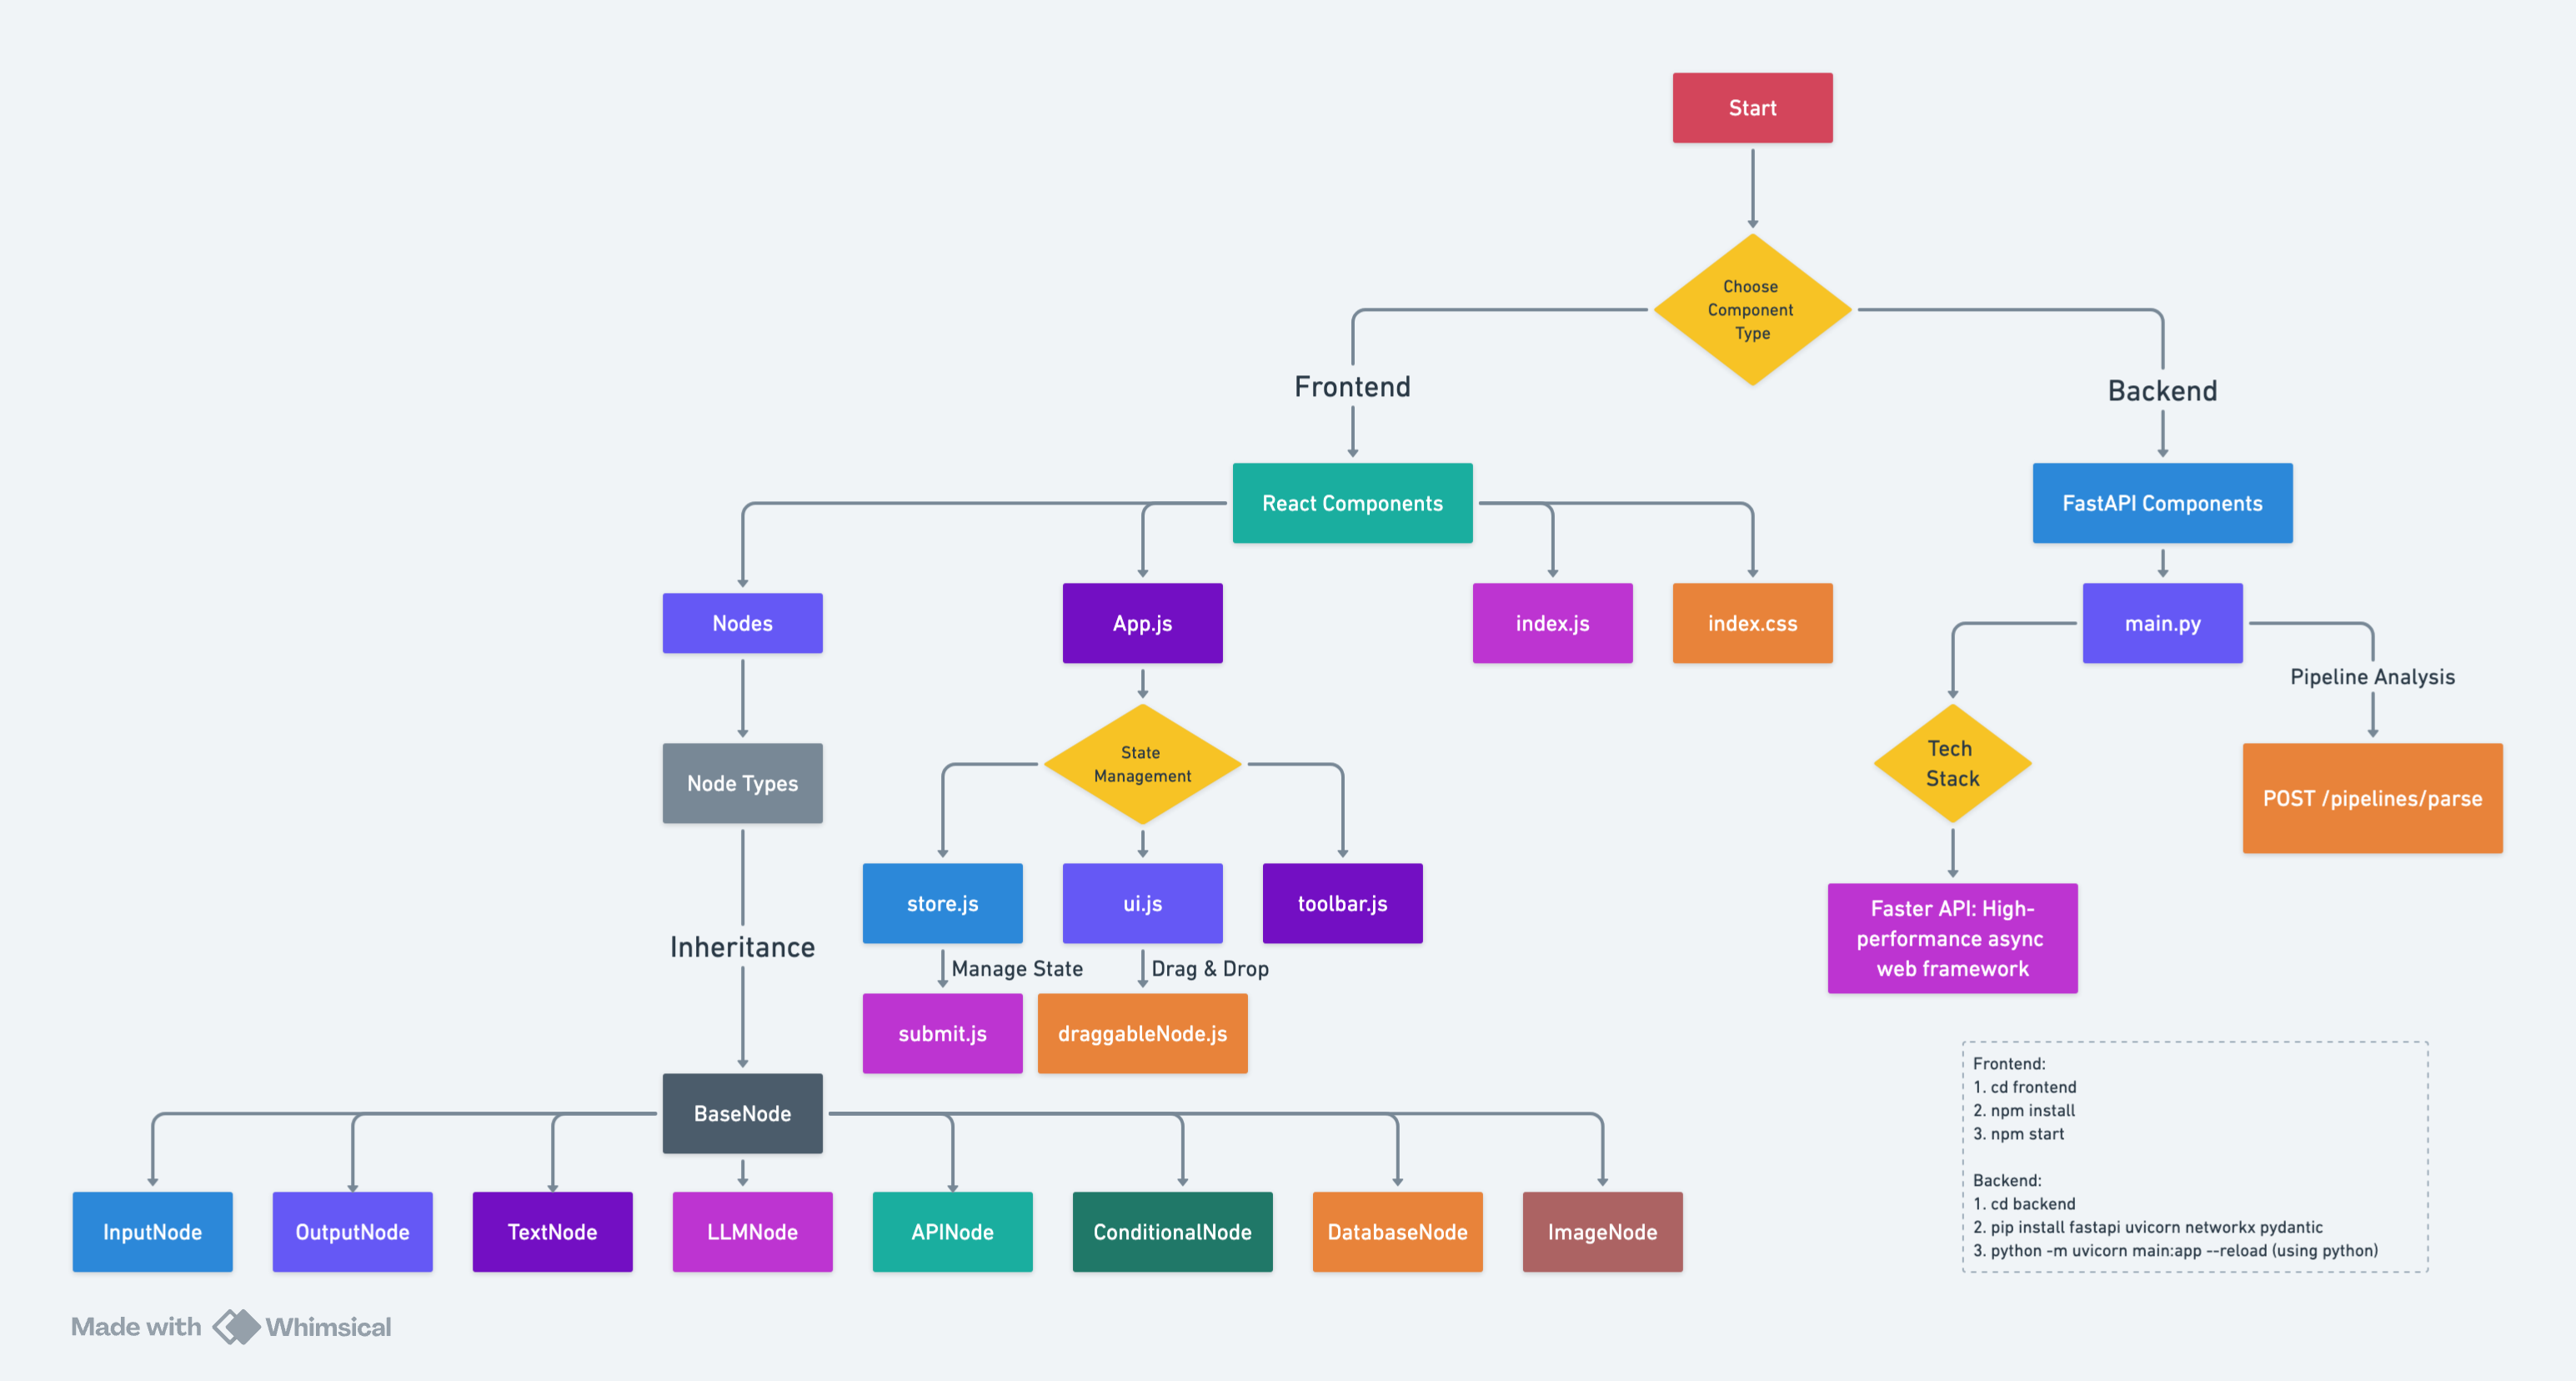 Start
Choose
Component
Type
Frontend
Backend
React Components
FastAPI Components
Nodes
App.js
index.js
index.css
main.py
Pipeline Analysis
Node Types
State
Management
Tech
Stack
POST /pipelines/parse
store.js
ui.js
toolbar.js
Faster API: High-
performance async
web framework
Inheritance
Manage State
Drag & Drop
submit.js
draggableNode.js
BaseNode
InputNode
OutputNode
TextNode
LLMNode
APINode
ConditionalNode
DatabaseNode
ImageNode
Frontend:
1. cd frontend
2. npm install
3. npm start
Backend:
1. cd backend
2. pip install fastapi uvicorn networkx pydantic
3. python -m uvicorn main:app --reload (using python)
Made with Whimsical